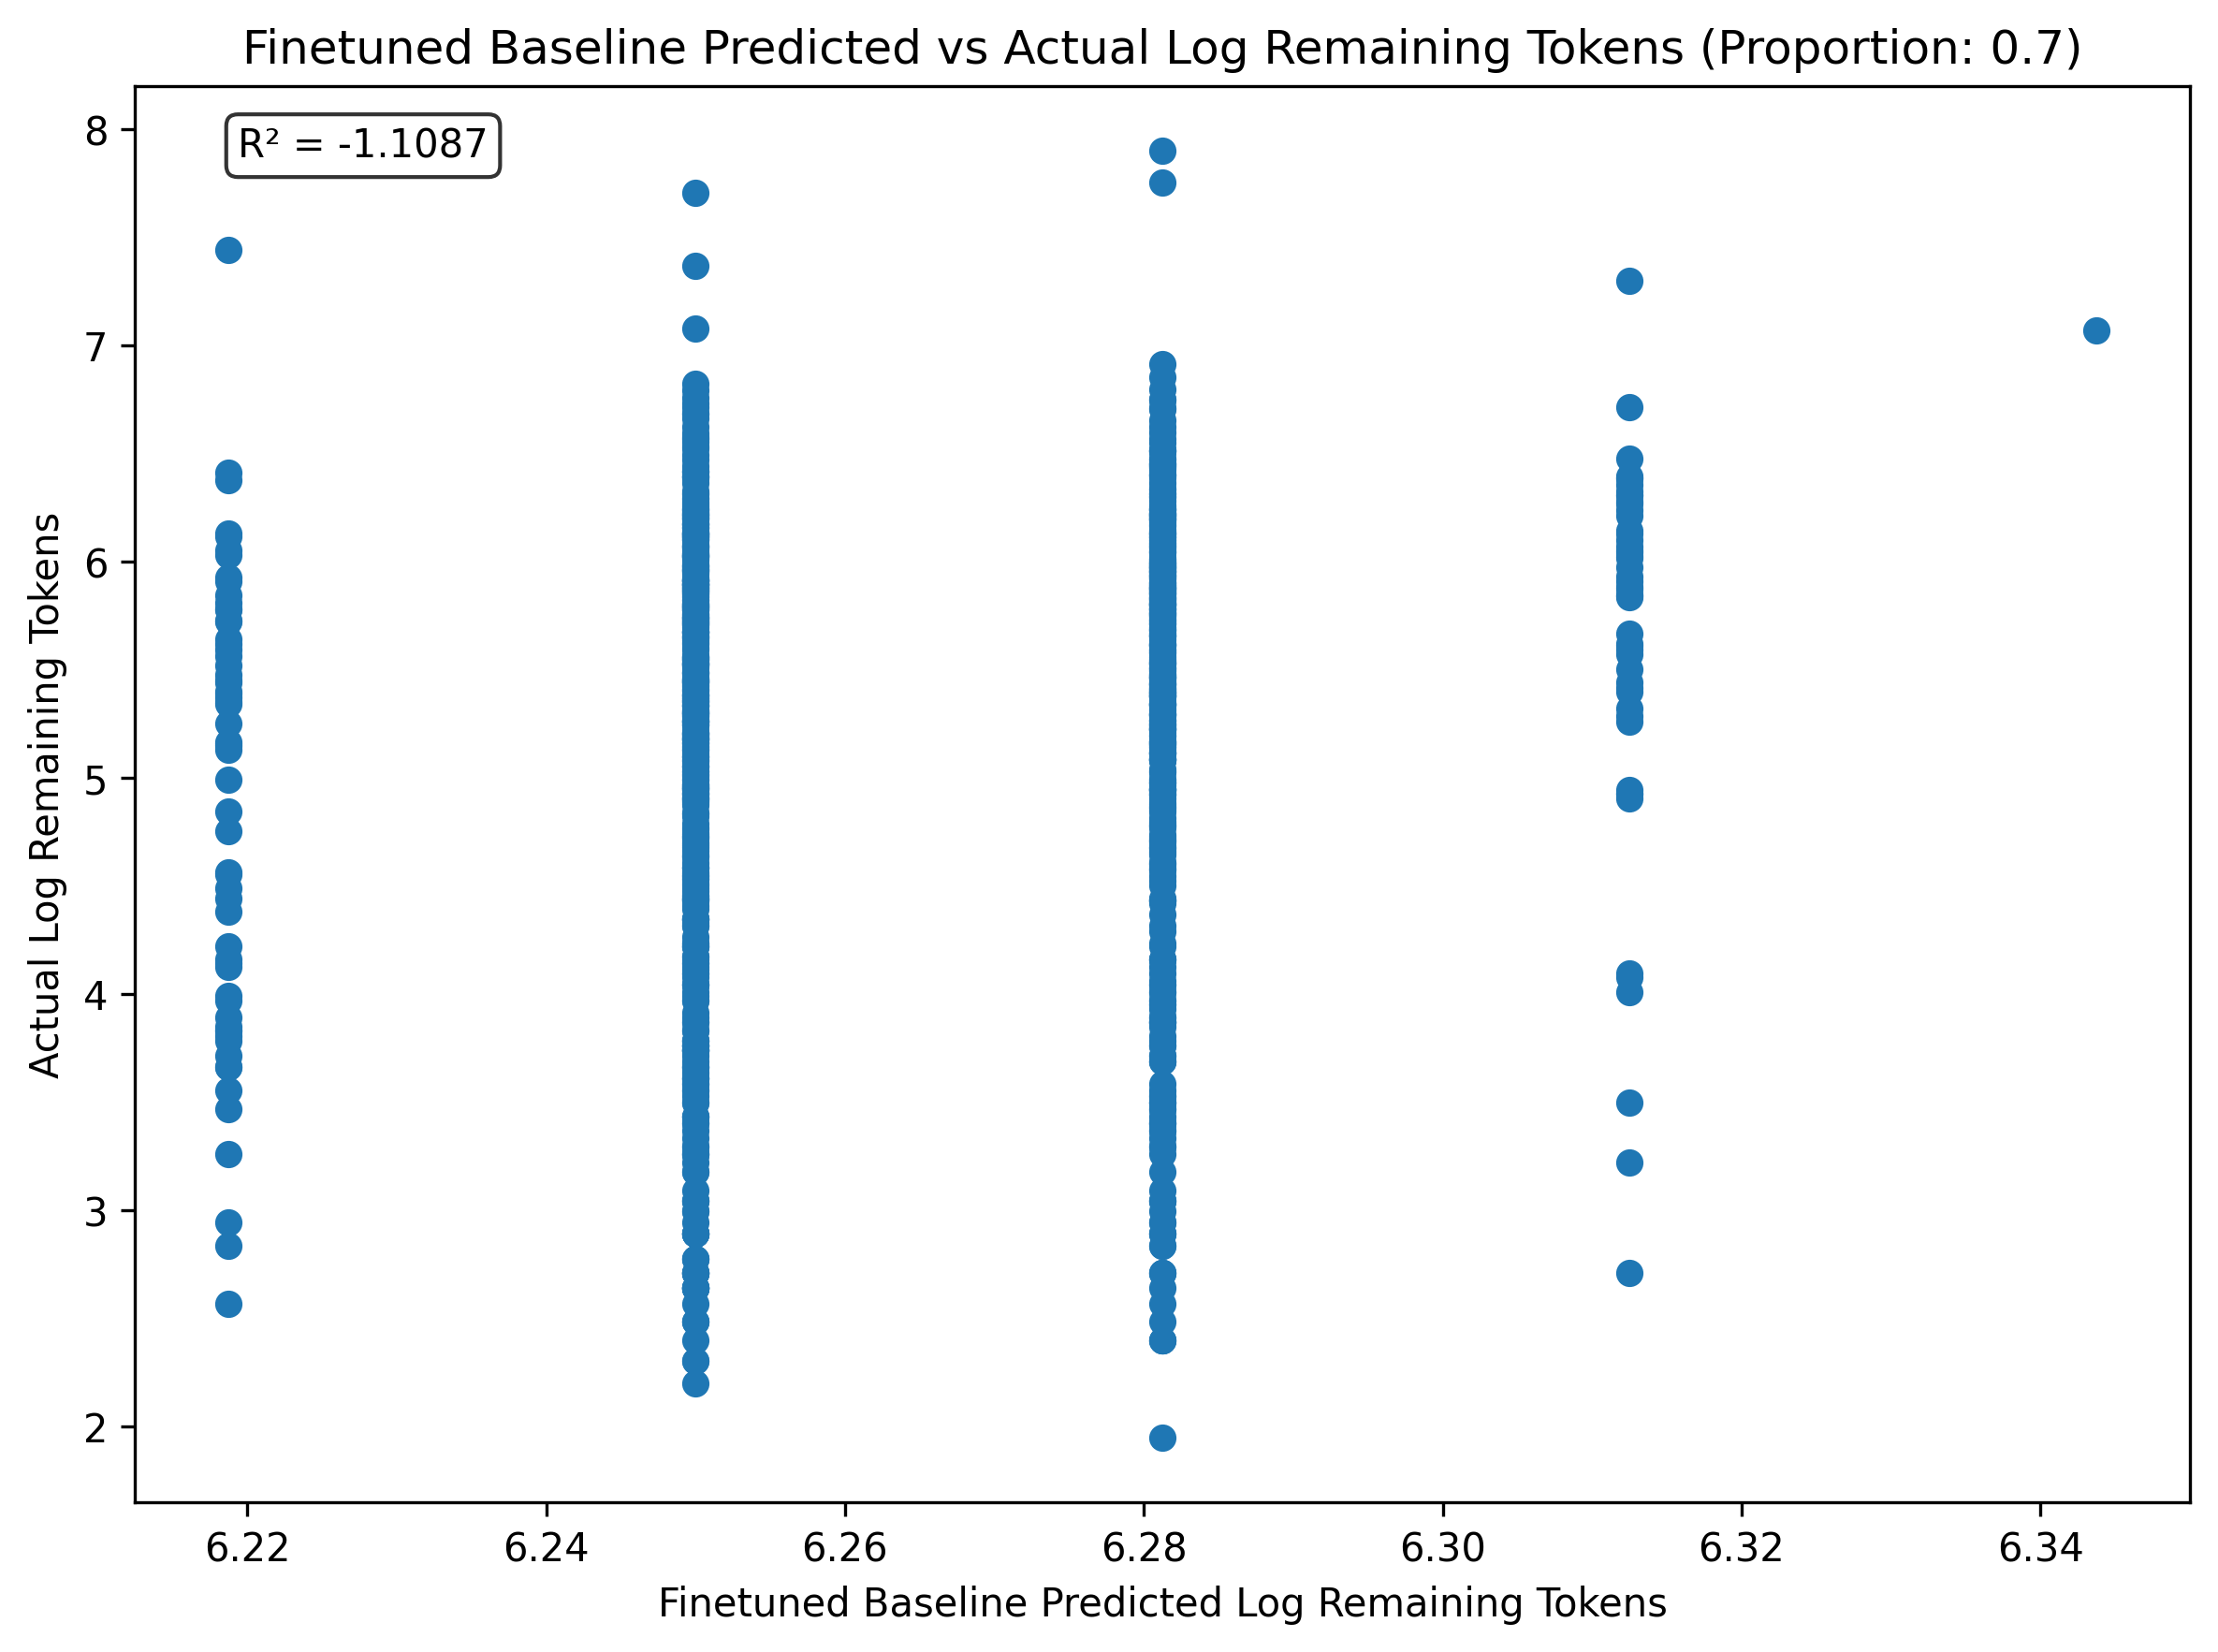 Finetuned Baseline Predicted vs Actual Log Remaining Tokens (Proportion: 0.7)
R² = -1.1087
8
7
6
5
4
3
2
Actual Log Remaining Tokens
6.22 6.24 6.26 6.28 6.30 6.32 6.34
Finetuned Baseline Predicted Log Remaining Tokens